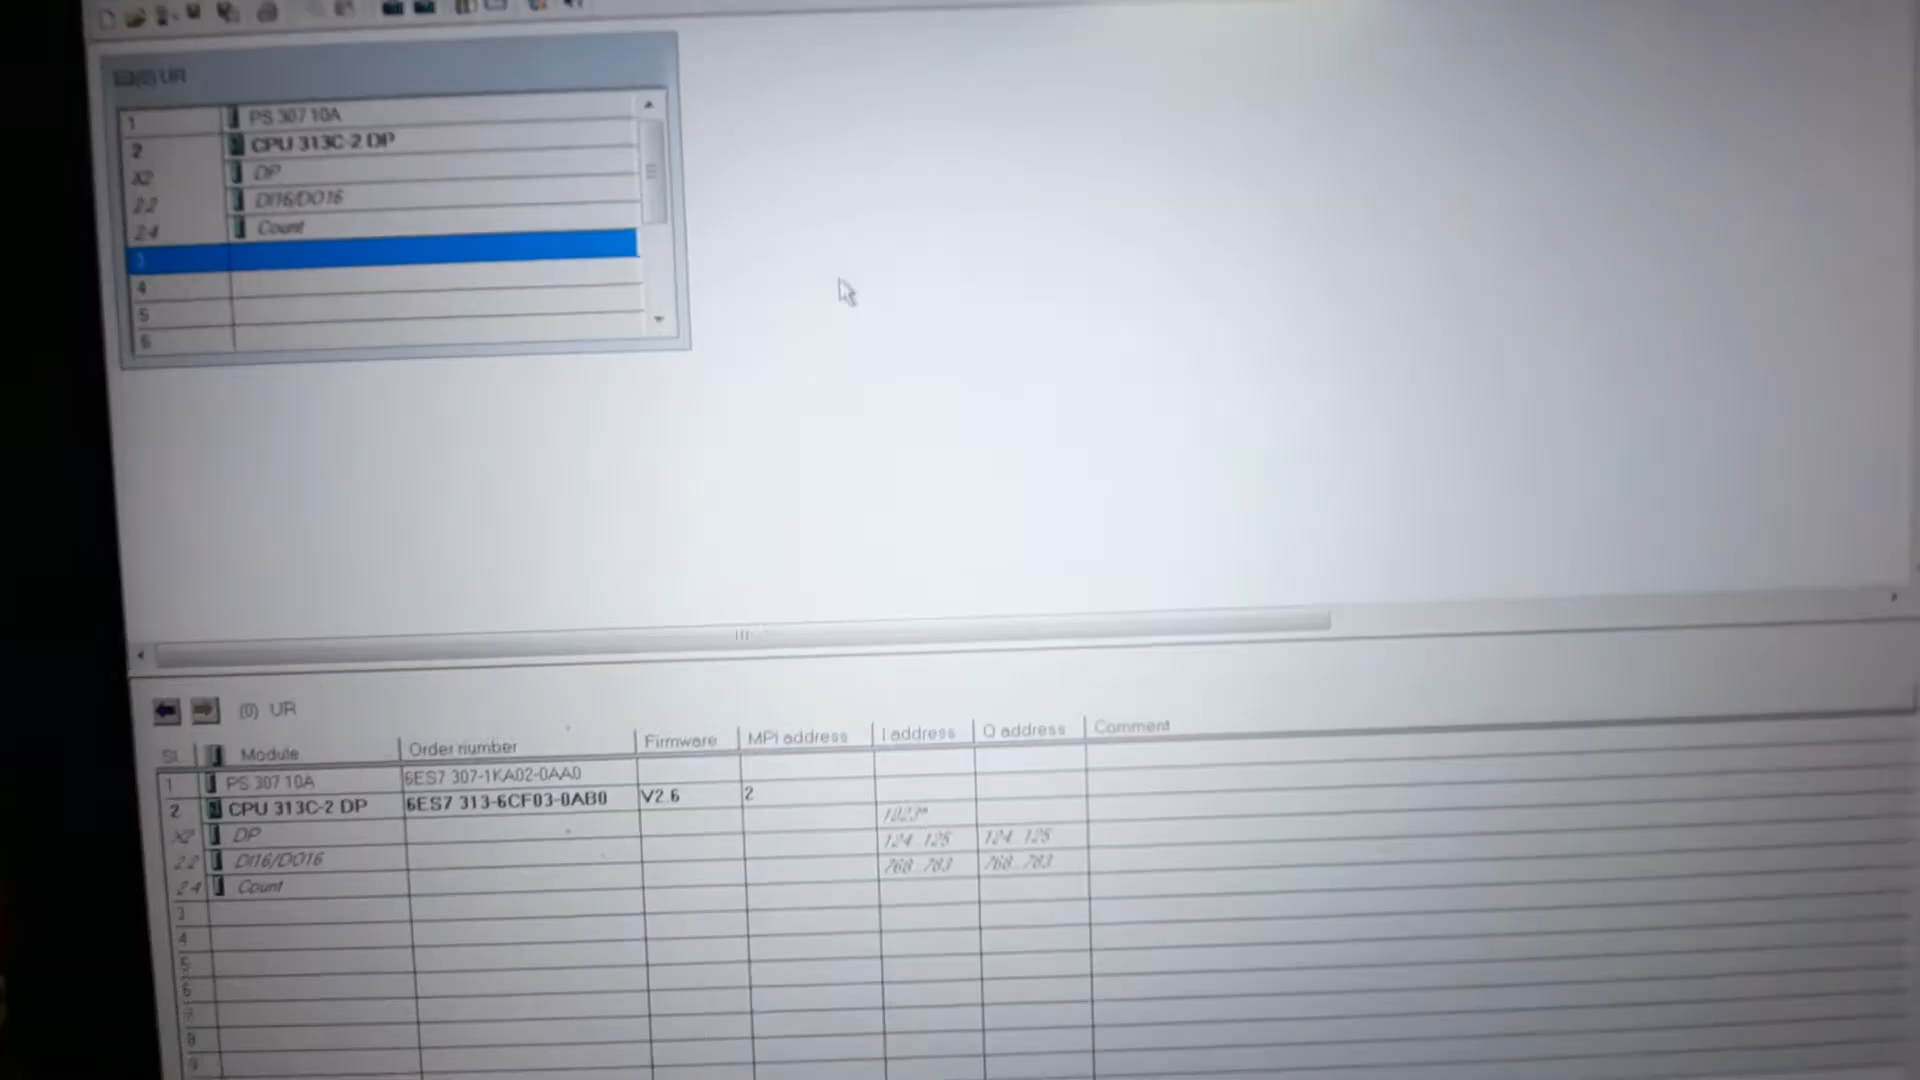 (0) UR
1 PS 307 10A
2 CPU 313C-2 DP
X2 DP
2.2 DI16/DO16
2.4 Count
3
4
5
6
(0) UR
Sl. Module Order number Firmware MPI address I address Q address Comment
1 PS 307 10A 6ES7 307-1KA02-0AA0
2 CPU 313C-2 DP 6ES7 313-6CF03-0AB0 V2.6 2
X2 DP 1023*
2.2 DI16/DO16 124...125 124...125
2.4 Count 768...783 768...783
3
4
5
6
7
8
9